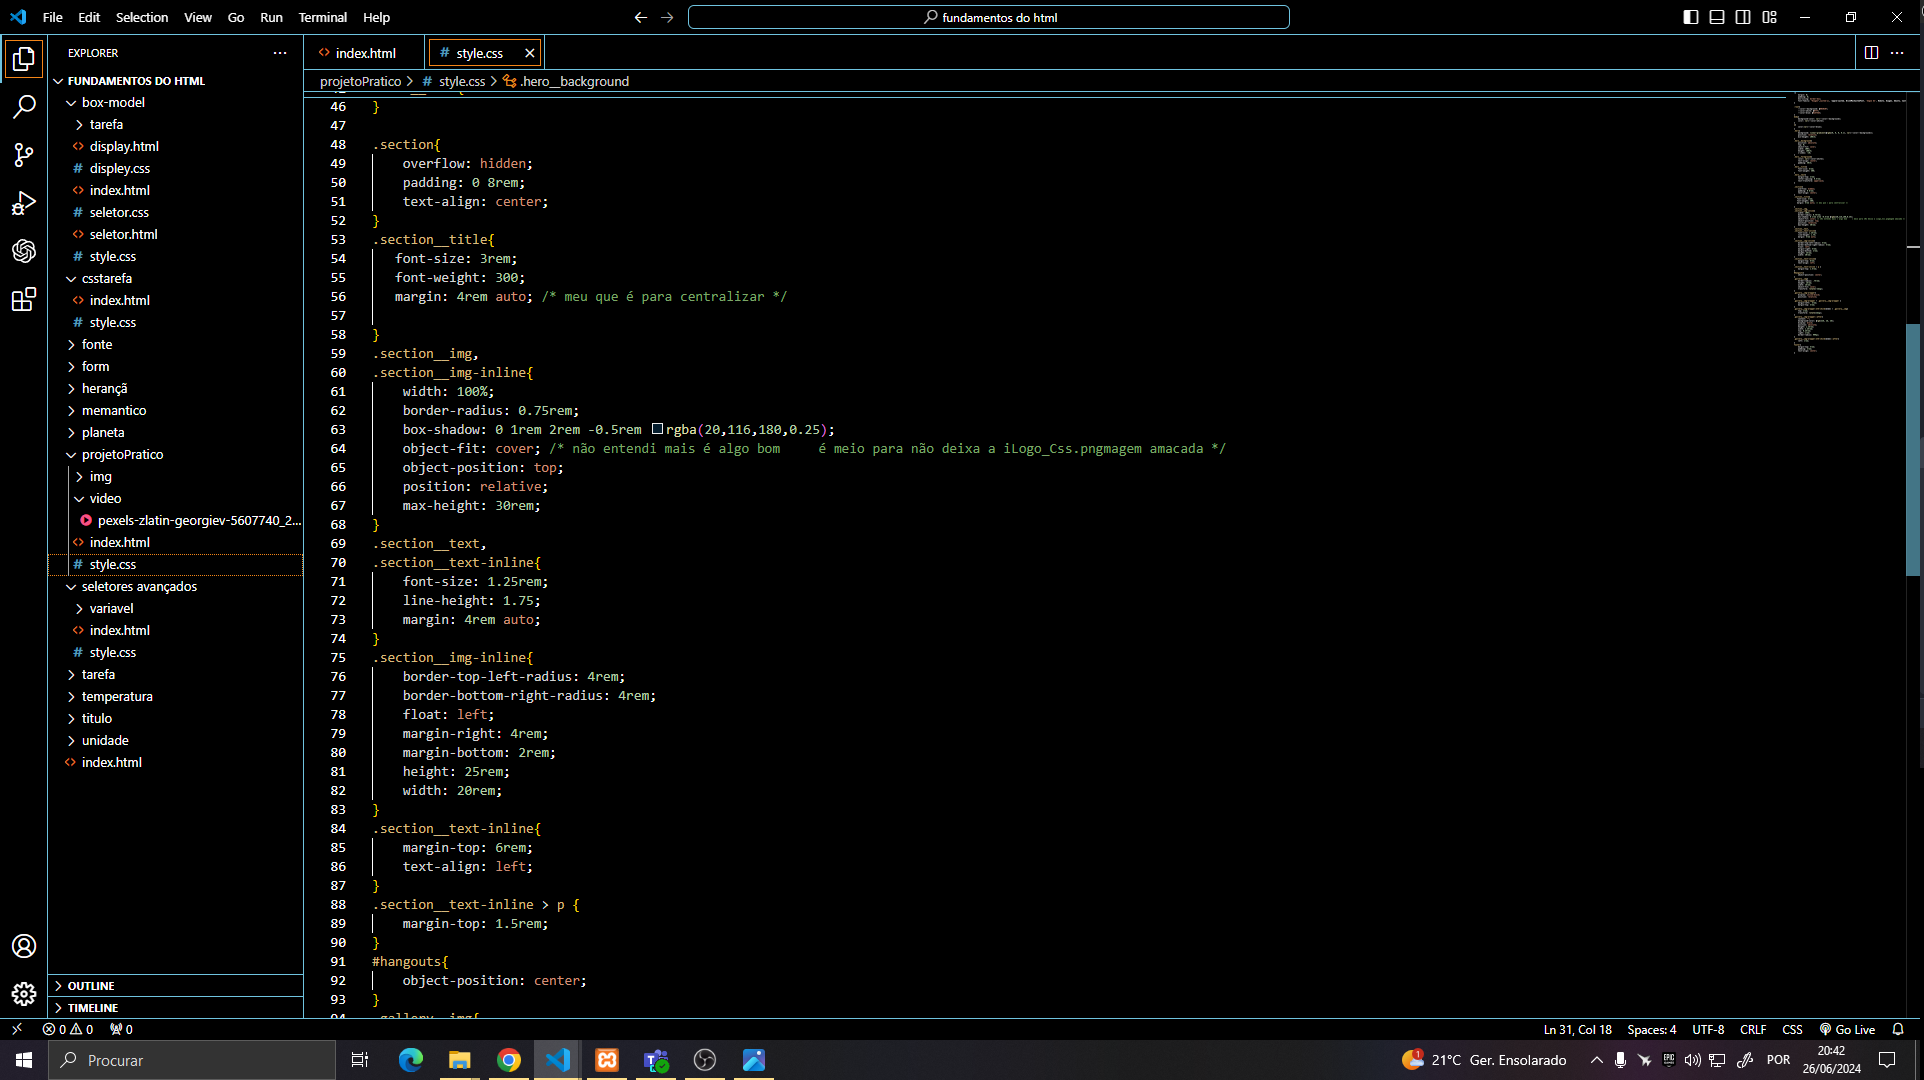 File Edit Selection View Go Run Terminal Help
fundamentos do html
EXPLORER
index.html
style.css
projetoPratico > style.css > .hero__background
FUNDAMENTOS DO HTML
box-model
tarefa
display.html
displey.css
index.html
seletor.css
seletor.html
style.css
csstarefa
index.html
style.css
fonte
form
herançã
memantico
planeta
projetoPratico
img
video
pexels-zlatin-georgiev-5607740_2...
index.html
style.css
seletores avançados
variavel
index.html
style.css
tarefa
temperatura
titulo
unidade
index.html
OUTLINE
TIMELINE
46 }
47
48 .section{
49 overflow: hidden;
50 padding: 0 8rem;
51 text-align: center;
52 }
53 .section__title{
54 font-size: 3rem;
55 font-weight: 300;
56 margin: 4rem auto; /* meu que é para centralizar */
57
58 }
59 .section__img,
60 .section__img-inline{
61 width: 100%;
62 border-radius: 0.75rem;
63 box-shadow: 0 1rem 2rem -0.5rem rgba(20,116,180,0.25);
64 object-fit: cover; /* não entendi mais é algo bom é meio para não deixa a iLogo_Css.pngmagem amacada */
65 object-position: top;
66 position: relative;
67 max-height: 30rem;
68 }
69 .section__text,
70 .section__text-inline{
71 font-size: 1.25rem;
72 line-height: 1.75;
73 margin: 4rem auto;
74 }
75 .section__img-inline{
76 border-top-left-radius: 4rem;
77 border-bottom-right-radius: 4rem;
78 float: left;
79 margin-right: 4rem;
80 margin-bottom: 2rem;
81 height: 25rem;
82 width: 20rem;
83 }
84 .section__text-inline{
85 margin-top: 6rem;
86 text-align: left;
87 }
88 .section__text-inline > p {
89 margin-top: 1.5rem;
90 }
91 #hangouts{
92 object-position: center;
93 }
94 .gallery__img{
0 0 0
Ln 31, Col 18 Spaces: 4 UTF-8 CRLF CSS Go Live
Procurar
1 21°C Ger. Ensolarado
EPIC
POR
20:42
26/06/2024